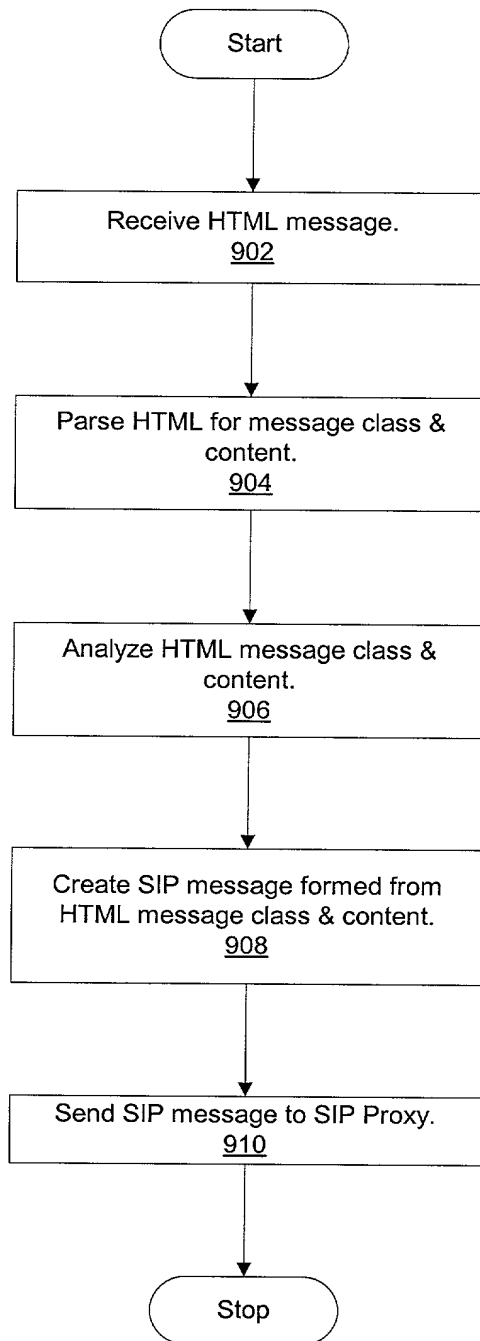 Start
Receive HTML message.
902
Parse HTML for message class &
content.
904
Analyze HTML message class &
content.
906
Create SIP message formed from
HTML message class & content.
908
Send SIP message to SIP Proxy.
910
Stop